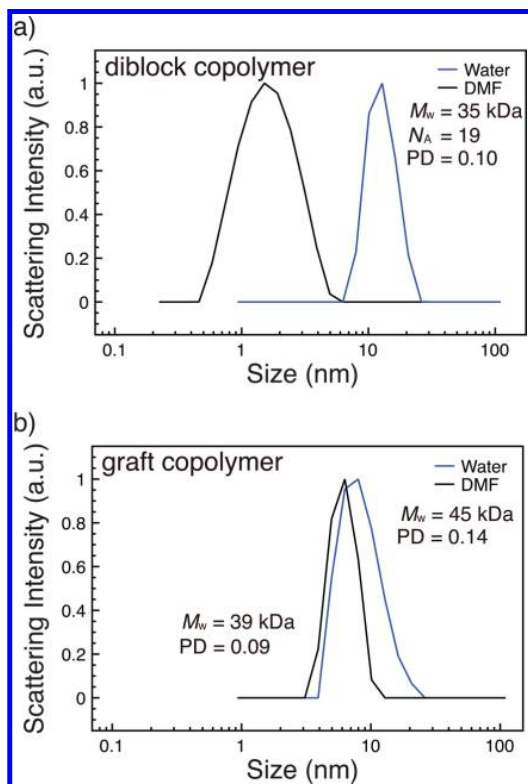 a)
diblock copolymer
Water
DMF
Mw = 35 kDa
NA = 19
PD = 0.10
Scattering Intensity (a.u.)
1
0.8
0.6
0.4
0.2
0
0.1 1 10 100
Size (nm)
b)
graft copolymer
Water
DMF
Mw = 45 kDa
PD = 0.14
Mw = 39 kDa
PD = 0.09
Scattering Intensity (a.u.)
1
0.8
0.6
0.4
0.2
0
0.1 1 10 100
Size (nm)